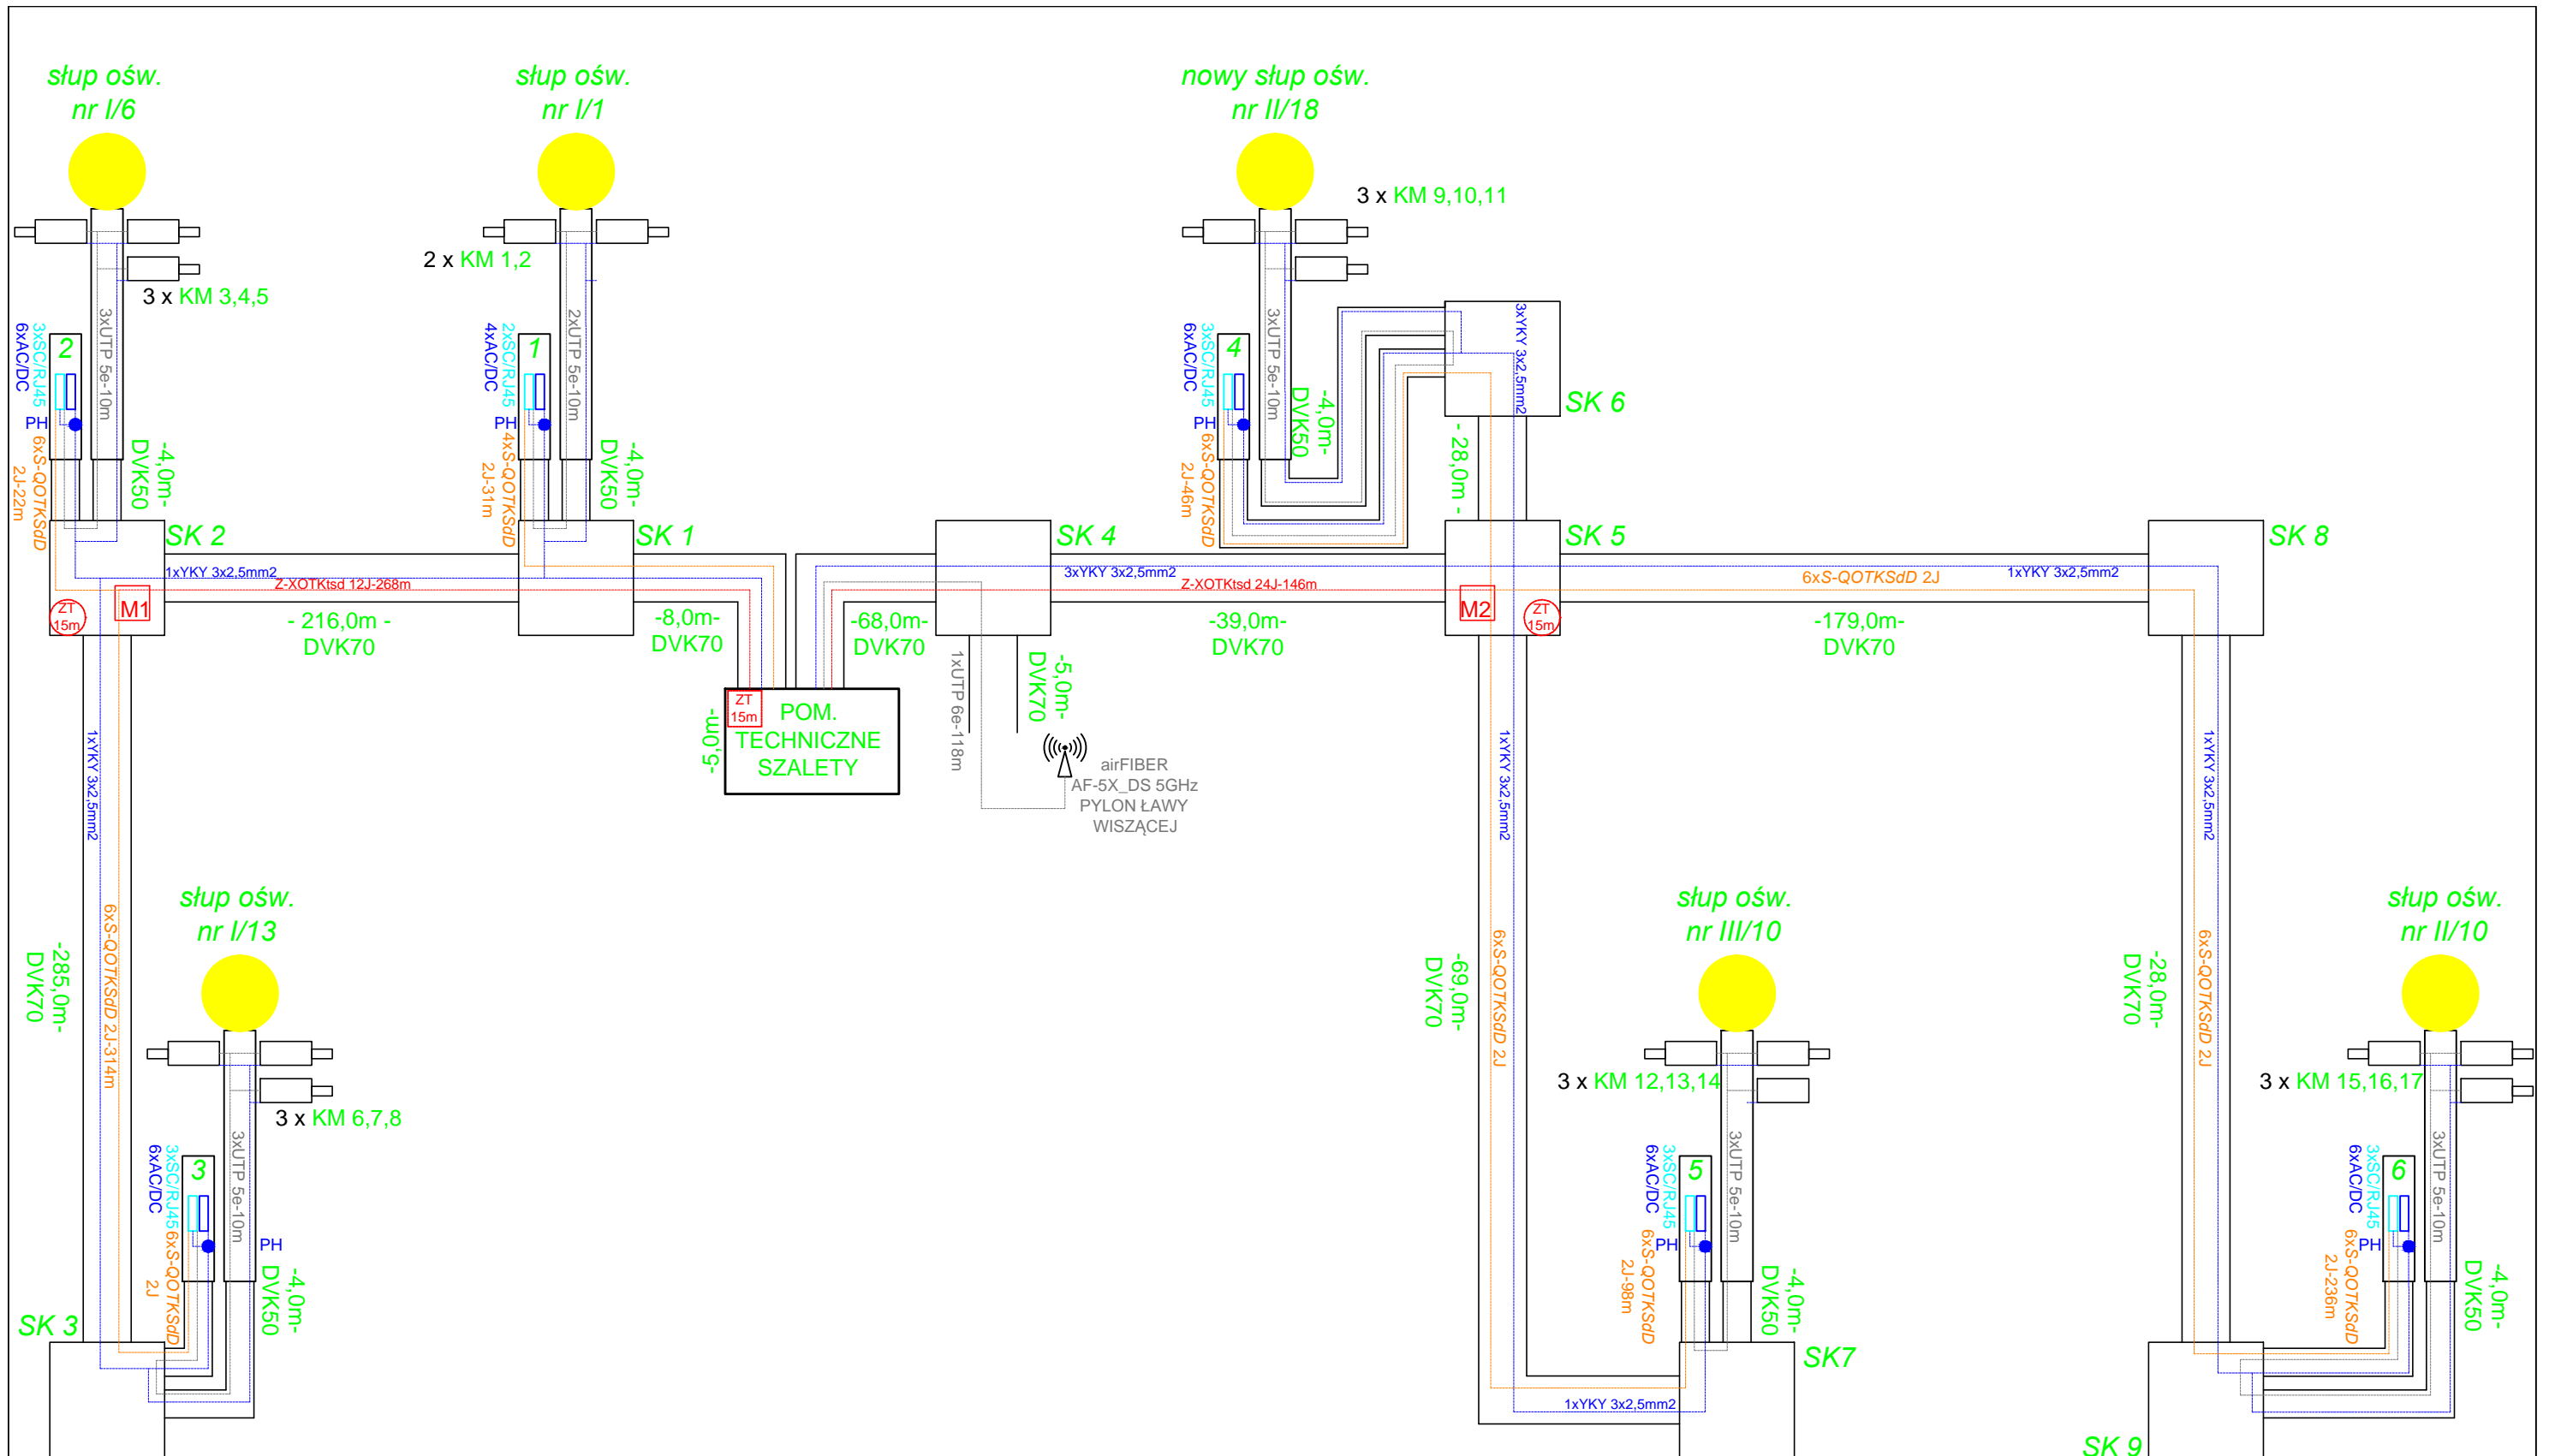 słup ośw.
nr I/6
słup ośw.
nr I/1
nowy słup ośw.
nr II/18
3 x KM 9,10,11
2 x KM 1,2
3 x KM 3,4,5
6xAC/DC
3xSC/RJ45
2
PH
3xUTP 5e-10m
6xS-QOTKSdD
2J-22m
-4,0m-
DVK50
4xAC/DC
2xSC/RJ45
1
PH
2xUTP 5e-10m
4xS-QOTKSdD
2J-31m
-4,0m-
DVK50
6xAC/DC
3xSC/RJ45
4
PH
3xUTP 5e-10m
6xS-QOTKSdD
2J-46m
-4,0m-
DVK50
3xYKY 3x2,5mm2
SK 6
- 28,0m -
SK 2
SK 1
SK 4
SK 5
SK 8
1xYKY 3x2,5mm2
Z-XOTKtsd 12J-268m
3xYKY 3x2,5mm2
Z-XOTKtsd 24J-146m
6xS-QOTKSdD 2J
1xYKY 3x2,5mm2
ZT
15m
M1
M2
ZT
15m
- 216,0m -
DVK70
-8,0m-
DVK70
-68,0m-
DVK70
-39,0m-
DVK70
-179,0m-
DVK70
-5,0m-
ZT
15m
POM.
TECHNICZNE
SZALETY
1xUTP 6e-118m
-5,0m-
DVK70
airFIBER
AF-5X_DS 5GHz
PYLON ŁAWY
WISZĄCEJ
1xYKY 3x2,5mm2
1xYKY 3x2,5mm2
1xYKY 3x2,5mm2
6xS-QOTKSdD 2J-314m
-285,0m-
DVK70
6xS-QOTKSdD 2J
-69,0m-
DVK70
6xS-QOTKSdD 2J
-28,0m-
DVK70
słup ośw.
nr I/13
słup ośw.
nr III/10
słup ośw.
nr II/10
3 x KM 6,7,8
3 x KM 12,13,14
3 x KM 15,16,17
6xAC/DC
3xSC/RJ45
3
PH
3xUTP 5e-10m
6xS-QOTKSdD
2J
-4,0m-
DVK50
6xAC/DC
3xSC/RJ45
5
PH
3xUTP 5e-10m
6xS-QOTKSdD
2J-98m
-4,0m-
DVK50
6xAC/DC
3xSC/RJ45
6
PH
3xUTP 5e-10m
6xS-QOTKSdD
2J-236m
-4,0m-
DVK50
SK 3
SK7
1xYKY 3x2,5mm2
SK 9